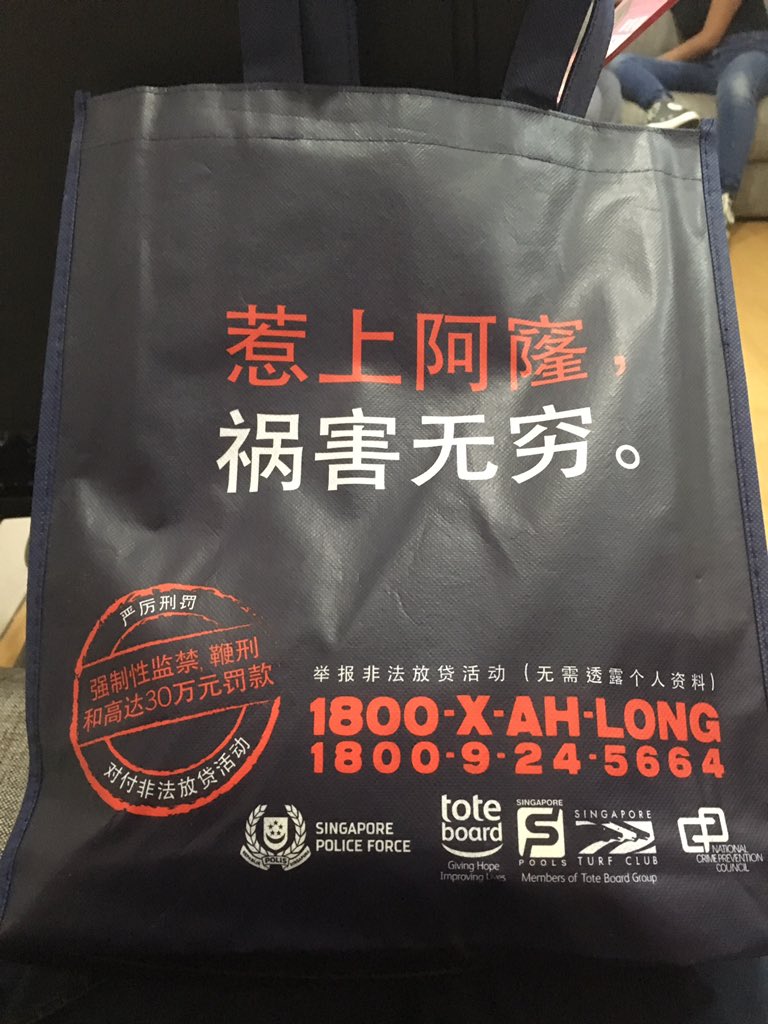 惹上阿窿，
祸害无穷。
严厉刑罚
强制性监禁, 鞭刑
和高达30万元罚款
对付非法放贷活动
举报非法放贷活动 (无需透露个人资料)
1800-X-AH-LONG
1800-9-24-5664
POLIS
SINGAPORE
POLICE FORCE
tote
board
Giving Hope
Improving Lives
SINGAPORE
S
POOLS
SINGAPORE
TURF CLUB
Members of Tote Board Group
NATIONAL
CRIME PREVENTION
COUNCIL